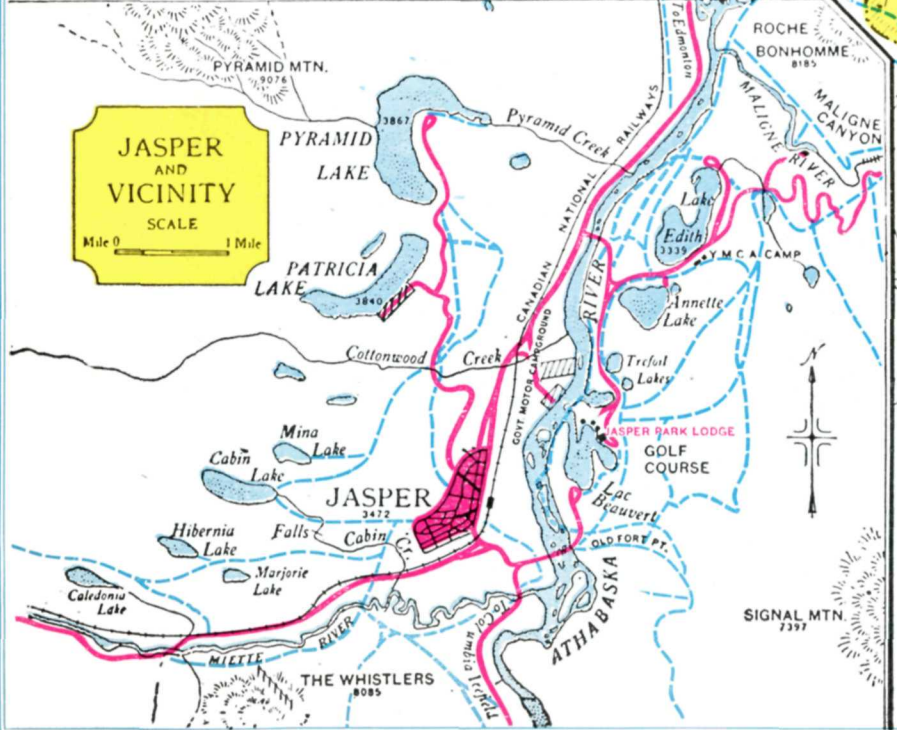 To Edmonton
ROCHE
BONHOMME
8185
PYRAMID MTN.
9076
MALIGNE
CANYON
MALIGNE
RIVER
3867
PYRAMID
LAKE
Pyramid Creek
CANADIAN NATIONAL RAILWAYS
JASPER
AND
VICINITY
SCALE
Mile 0 1 Mile
Lake
Edith
3339
Y M C A CAMP
PATRICIA
LAKE
3840
RIVER
Annette
Lake
Cottonwood Creek
GOVT MOTOR CAMPGROUND
Trefoil
Lakes
N
JASPER PARK LODGE
GOLF
COURSE
Mina
Lake
Cabin
Lake
JASPER
3472
Lac
Beauvert
Falls
Cabin Cr.
Hibernia
Lake
OLD FORT PT.
Marjorie
Lake
Caledonia
Lake
ATHABASKA
To Columbia Icefield
SIGNAL MTN.
7397
MIETTE RIVER
THE WHISTLERS
8085